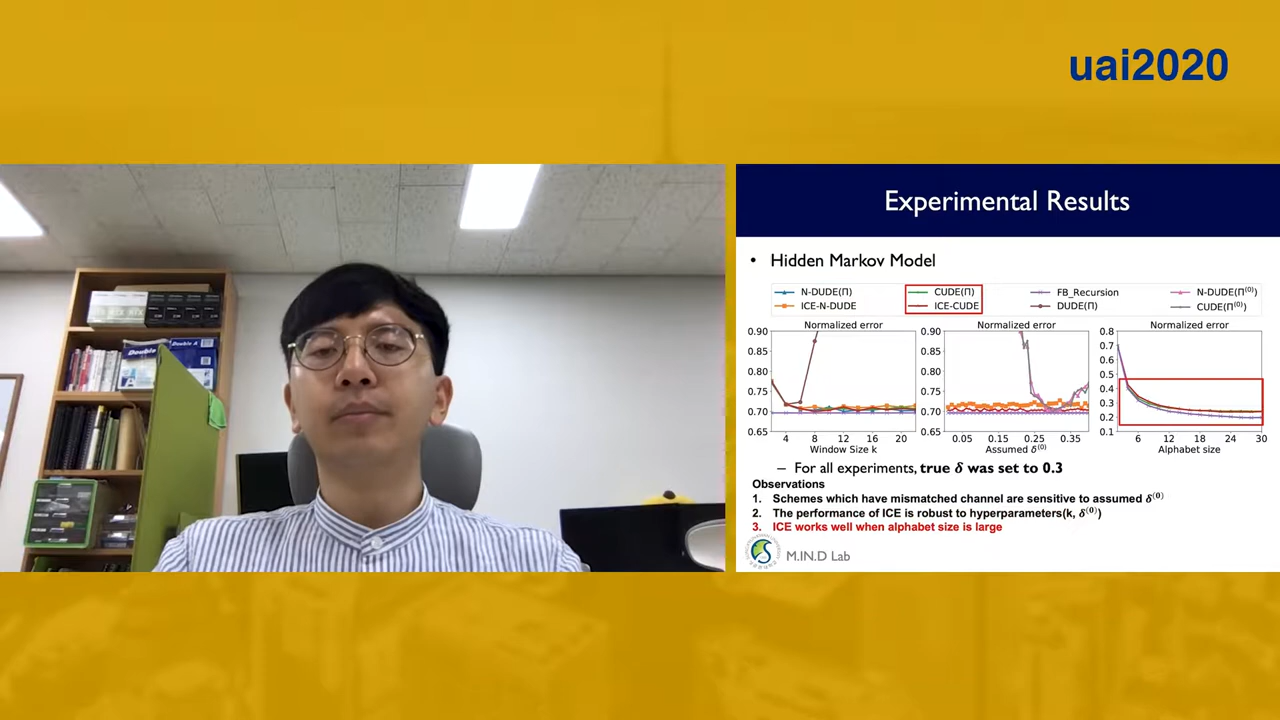 uai2020
Experimental Results
• Hidden Markov Model
N-DUDE(Π)
ICE-N-DUDE
CUDE(Π)
ICE-CUDE
FB_Recursion
DUDE(Π)
N-DUDE(Π⁽⁰⁾)
CUDE(Π⁽⁰⁾)
Normalized error
0.90
0.85
0.80
0.75
0.70
0.65
4 8 12 16 20
Window Size k
Normalized error
0.90
0.85
0.80
0.75
0.70
0.65
0.05 0.15 0.25 0.35
Assumed δ⁽⁰⁾
Normalized error
0.8
0.7
0.6
0.5
0.4
0.3
0.2
0.1
6 12 18 24 30
Alphabet size
– For all experiments, true δ was set to 0.3
Observations
1. Schemes which have mismatched channel are sensitive to assumed δ⁽⁰⁾
2. The performance of ICE is robust to hyperparameters(k, δ⁽⁰⁾)
3. ICE works well when alphabet size is large
M.IN.D Lab
Double A